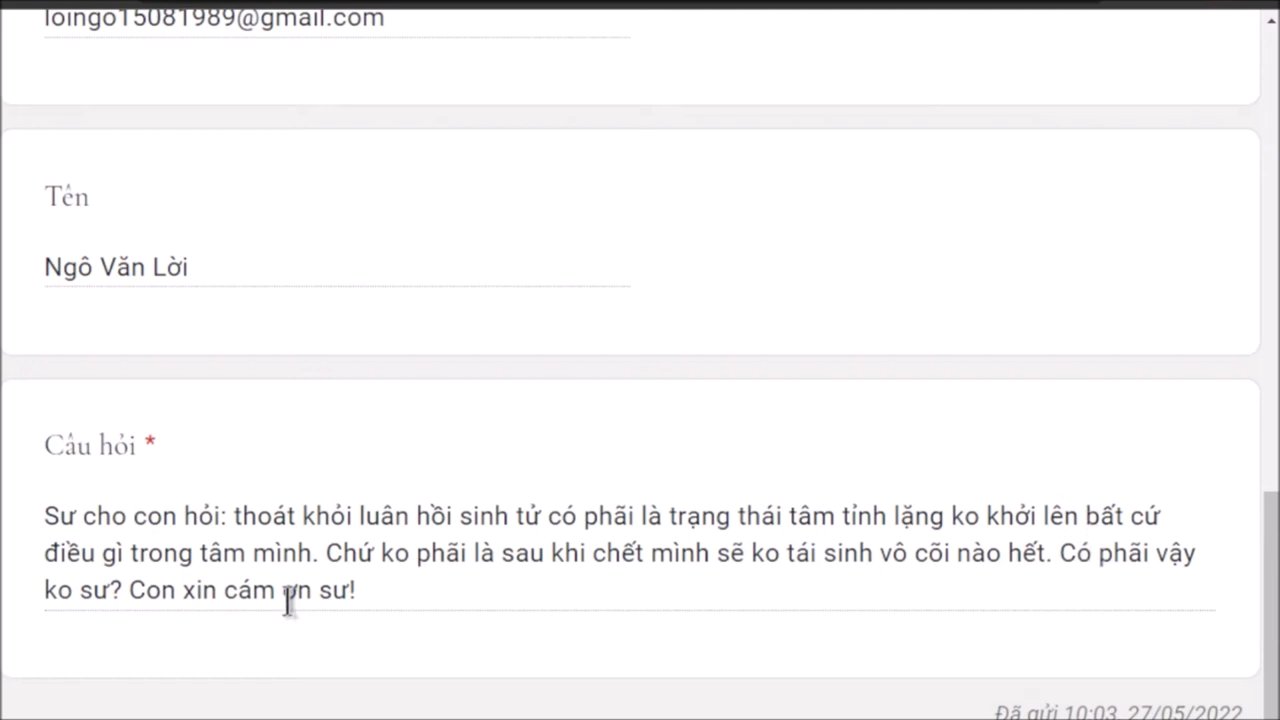 loingo15081989@gmail.com
Tên
Ngô Văn Lời
Câu hỏi *
Sư cho con hỏi: thoát khỏi luân hồi sinh tử có phãi là trạng thái tâm tỉnh lặng ko khởi lên bất cứ
điều gì trong tâm mình. Chứ ko phãi là sau khi chết mình sẽ ko tái sinh vô cõi nào hết. Có phãi vậy
ko sư? Con xin cám ơn sư!
Đã gửi 10:03, 27/05/2022